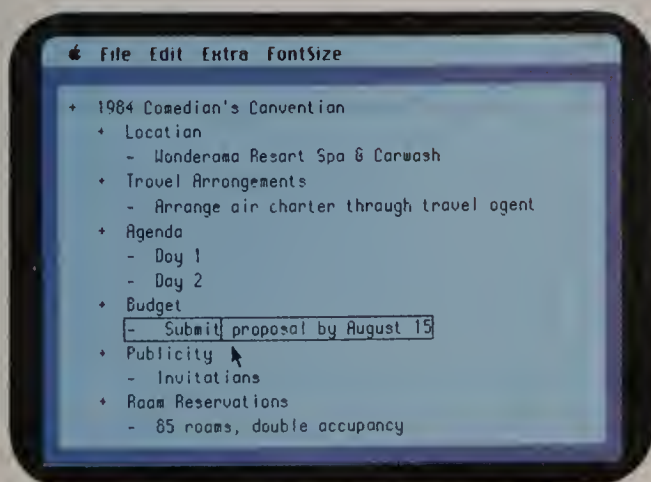 File Edit Extra FontSize
+ 1984 Comedian's Convention
+ Location
- Wonderama Resort Spa & Carwash
+ Travel Arrangements
- Arrange air charter through travel agent
+ Agenda
- Day 1
- Day 2
+ Budget
- Submit proposal by August 15
+ Publicity
- Invitations
+ Room Reservations
- 85 rooms, double occupancy